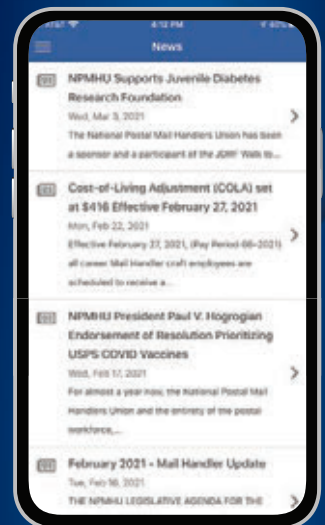 AT&T 4:12 PM 40%
News
NPMHU Supports Juvenile Diabetes
Research Foundation
Wed, Mar 3, 2021
The National Postal Mail Handlers Union has been
a sponsor and a participant of the JDRF Walk to...
Cost-of-Living Adjustment (COLA) set
at $416 Effective February 27, 2021
Mon, Feb 22, 2021
Effective February 27, 2021, (Pay Period 06-2021)
all career Mail Handler craft employees are
scheduled to receive a...
NPMHU President Paul V. Hogrogian
Endorsement of Resolution Prioritizing
USPS COVID Vaccines
Wed, Feb 17, 2021
For almost a year now, the National Postal Mail
Handlers Union and the entirety of the postal
workforce,...
February 2021 - Mail Handler Update
Tue, Feb 16, 2021
THE NPMHU LEGISLATIVE AGENDA FOR THE